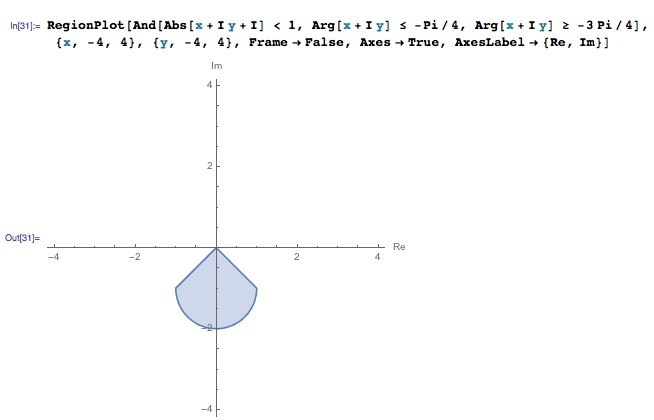 In[31]:= RegionPlot[And[Abs[x + I y + I] < 1, Arg[x + I y] ≤ -Pi / 4, Arg[x + I y] ≥ -3 Pi / 4],
{x, -4, 4}, {y, -4, 4}, Frame → False, Axes → True, AxesLabel → {Re, Im}]
Im
4
2
Out[31]=
Re
-4
-2
2
4
-2
-4